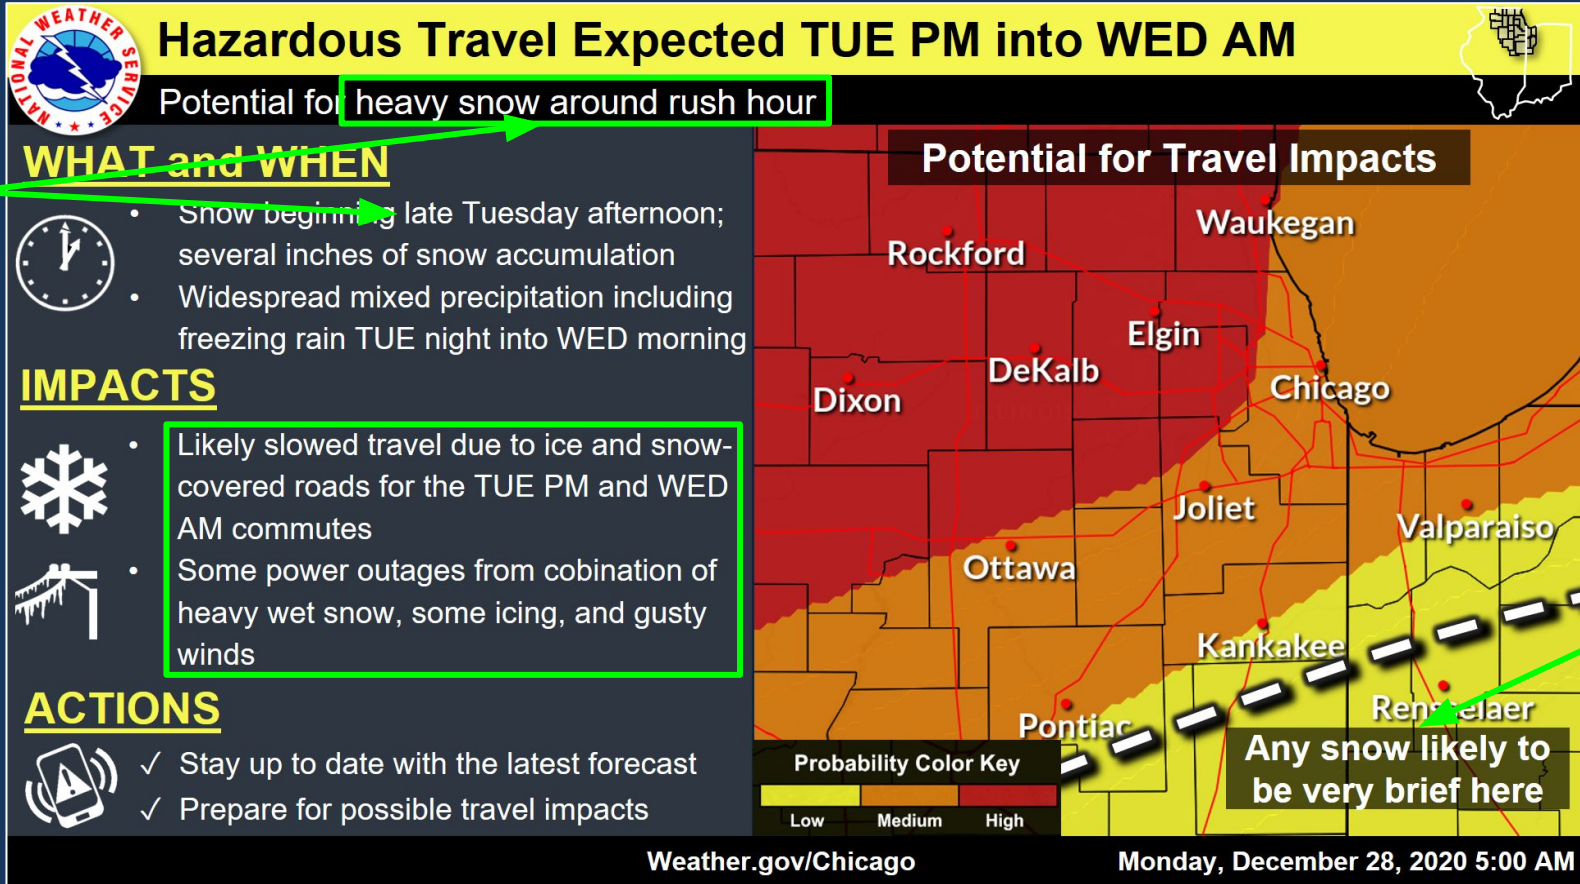 NATIONAL WEATHER SERVICE
Hazardous Travel Expected TUE PM into WED AM
Potential for heavy snow around rush hour
WHAT and WHEN
• Snow beginning late Tuesday afternoon;
several inches of snow accumulation
• Widespread mixed precipitation including
freezing rain TUE night into WED morning
IMPACTS
• Likely slowed travel due to ice and snow-
covered roads for the TUE PM and WED
AM commutes
• Some power outages from cobination of
heavy wet snow, some icing, and gusty
winds
ACTIONS
✓ Stay up to date with the latest forecast
✓ Prepare for possible travel impacts
Potential for Travel Impacts
Waukegan
Rockford
Elgin
DeKalb
Chicago
Dixon
Joliet
Valparaiso
Ottawa
Kankakee
Rensselaer
Pontiac
Any snow likely to
be very brief here
Probability Color Key
Low Medium High
Weather.gov/Chicago
Monday, December 28, 2020 5:00 AM